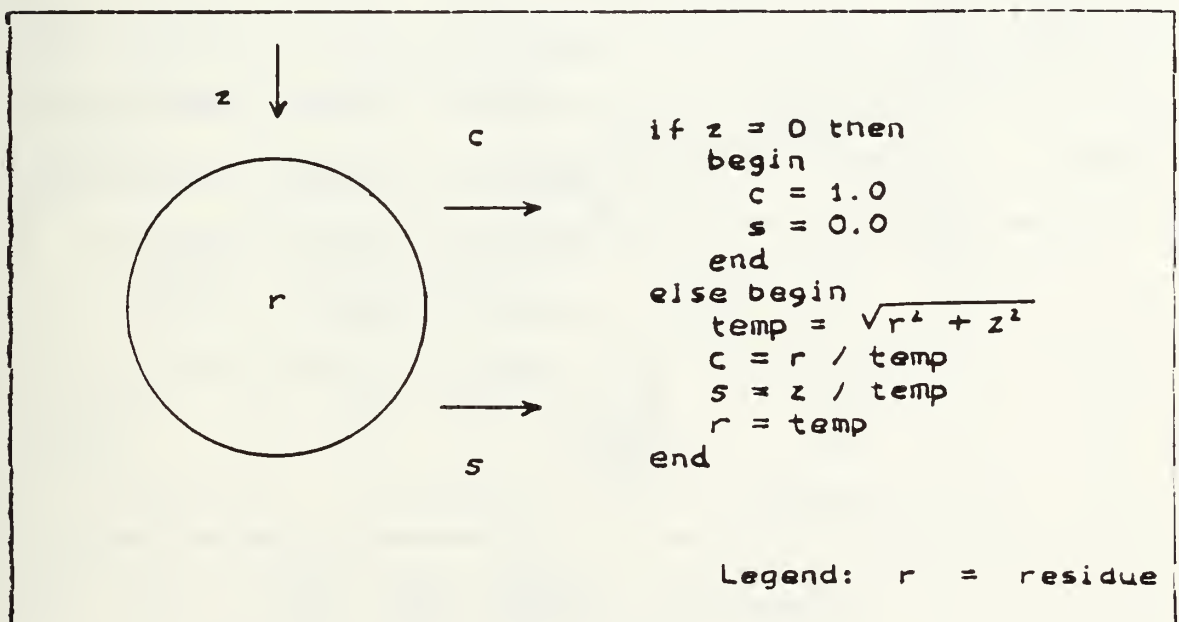 z
c
r
s
if z = 0 then
begin
c = 1.0
s = 0.0
end
else begin
temp = √r² + z²
c = r / temp
s = z / temp
r = temp
end
Legend: r = residue